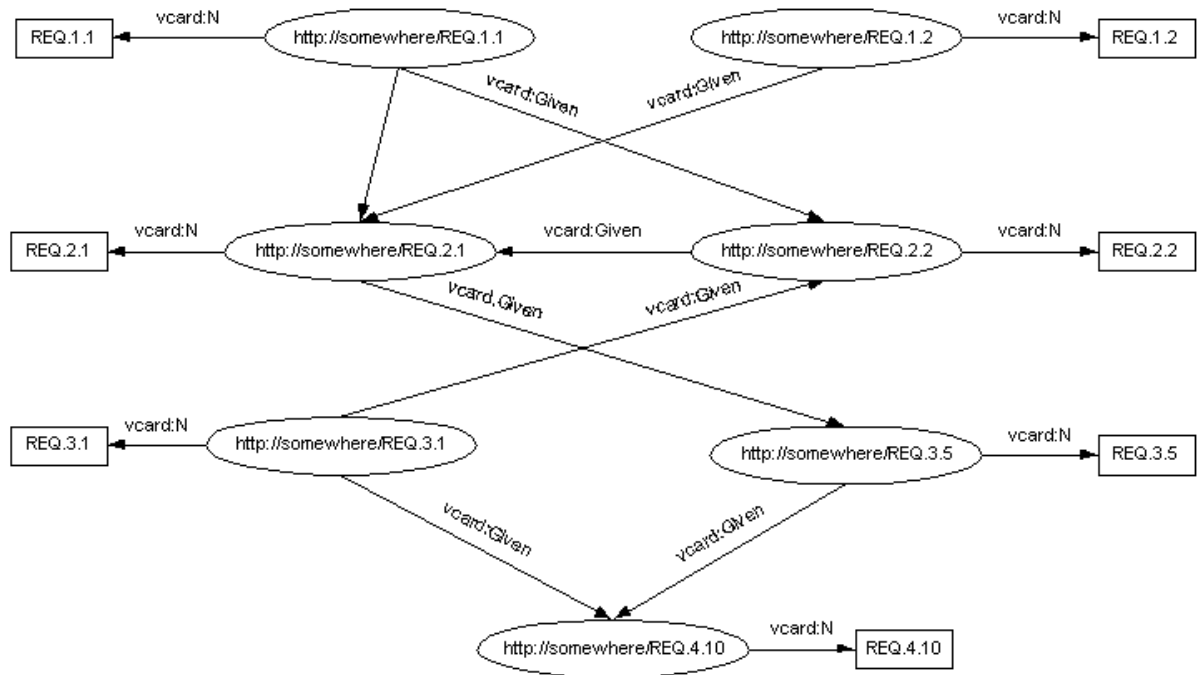 vcard:N
vcard:N
REQ.1.1
http://somewhere/REQ.1.1
http://somewhere/REQ.1.2
REQ.1.2
vcard:Given
vcard:Given
vcard:N
vcard:Given
vcard:N
REQ.2.1
http://somewhere/REQ.2.1
http://somewhere/REQ.2.2
REQ.2.2
vcard:Given
vcard:Given
vcard:N
vcard:N
REQ.3.1
http://somewhere/REQ.3.1
http://somewhere/REQ.3.5
REQ.3.5
vcard:Given
vcard:Given
vcard:N
http://somewhere/REQ.4.10
REQ.4.10